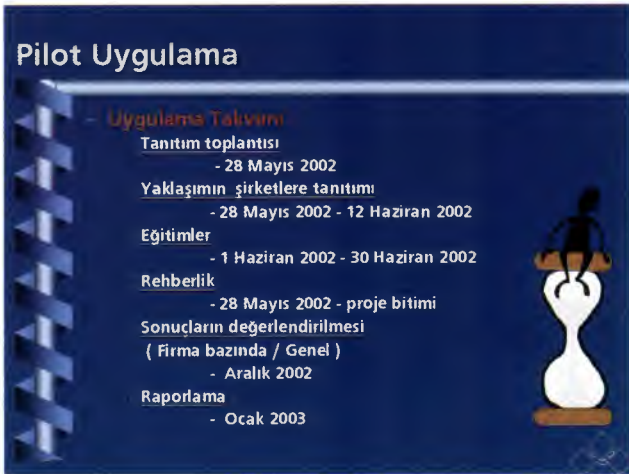 Pilot Uygulama
- Uygulama Takvimi
Tanıtım toplantısı
- 28 Mayıs 2002
Yaklaşımın şirketlere tanıtımı
- 28 Mayıs 2002 - 12 Haziran 2002
Eğitimler
- 1 Haziran 2002 - 30 Haziran 2002
Rehberlik
- 28 Mayıs 2002 - proje bitimi
Sonuçların değerlendirilmesi
( Firma bazında / Genel )
- Aralık 2002
Raporlama
- Ocak 2003